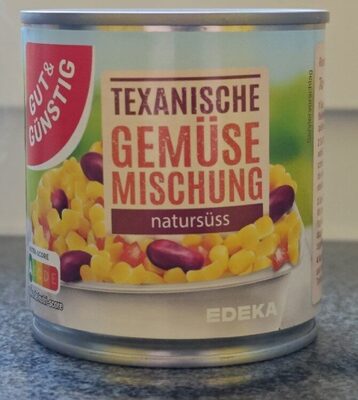 GUT&
GÜNSTIG
TEXANISCHE
GEMÜSE
MISCHUNG
natursüss
EDEKA